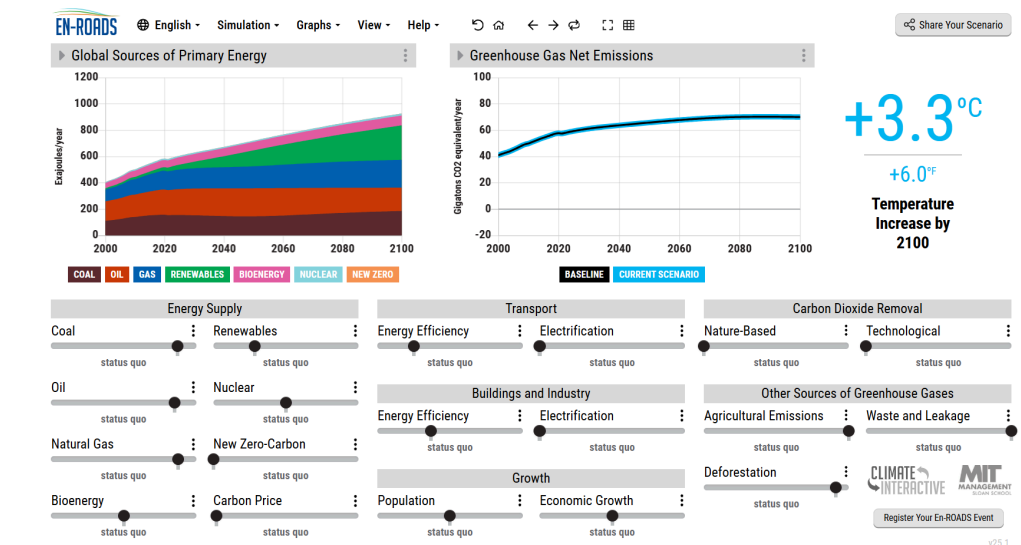 EN-ROADS
English
Simulation
Graphs
View
Help
Share Your Scenario
Global Sources of Primary Energy
Exajoules/year
1200
1000
800
600
400
200
0
2000
2020
2040
2060
2080
2100
COAL
OIL
GAS
RENEWABLES
BIOENERGY
NUCLEAR
NEW ZERO
Greenhouse Gas Net Emissions
Gigatons CO2 equivalent/year
100
80
60
40
20
0
-20
2000
2020
2040
2060
2080
2100
BASELINE
CURRENT SCENARIO
+3.3°C
+6.0°F
Temperature
Increase by
2100
Energy Supply
Coal
status quo
Renewables
status quo
Oil
status quo
Nuclear
status quo
Natural Gas
status quo
New Zero-Carbon
status quo
Bioenergy
status quo
Carbon Price
status quo
Transport
Energy Efficiency
status quo
Electrification
status quo
Buildings and Industry
Energy Efficiency
status quo
Electrification
status quo
Growth
Population
status quo
Economic Growth
status quo
Carbon Dioxide Removal
Nature-Based
status quo
Technological
status quo
Other Sources of Greenhouse Gases
Agricultural Emissions
status quo
Waste and Leakage
status quo
Deforestation
status quo
CLIMATE
INTERACTIVE
MIT
MANAGEMENT
SLOAN SCHOOL
Register Your En-ROADS Event
v25.1